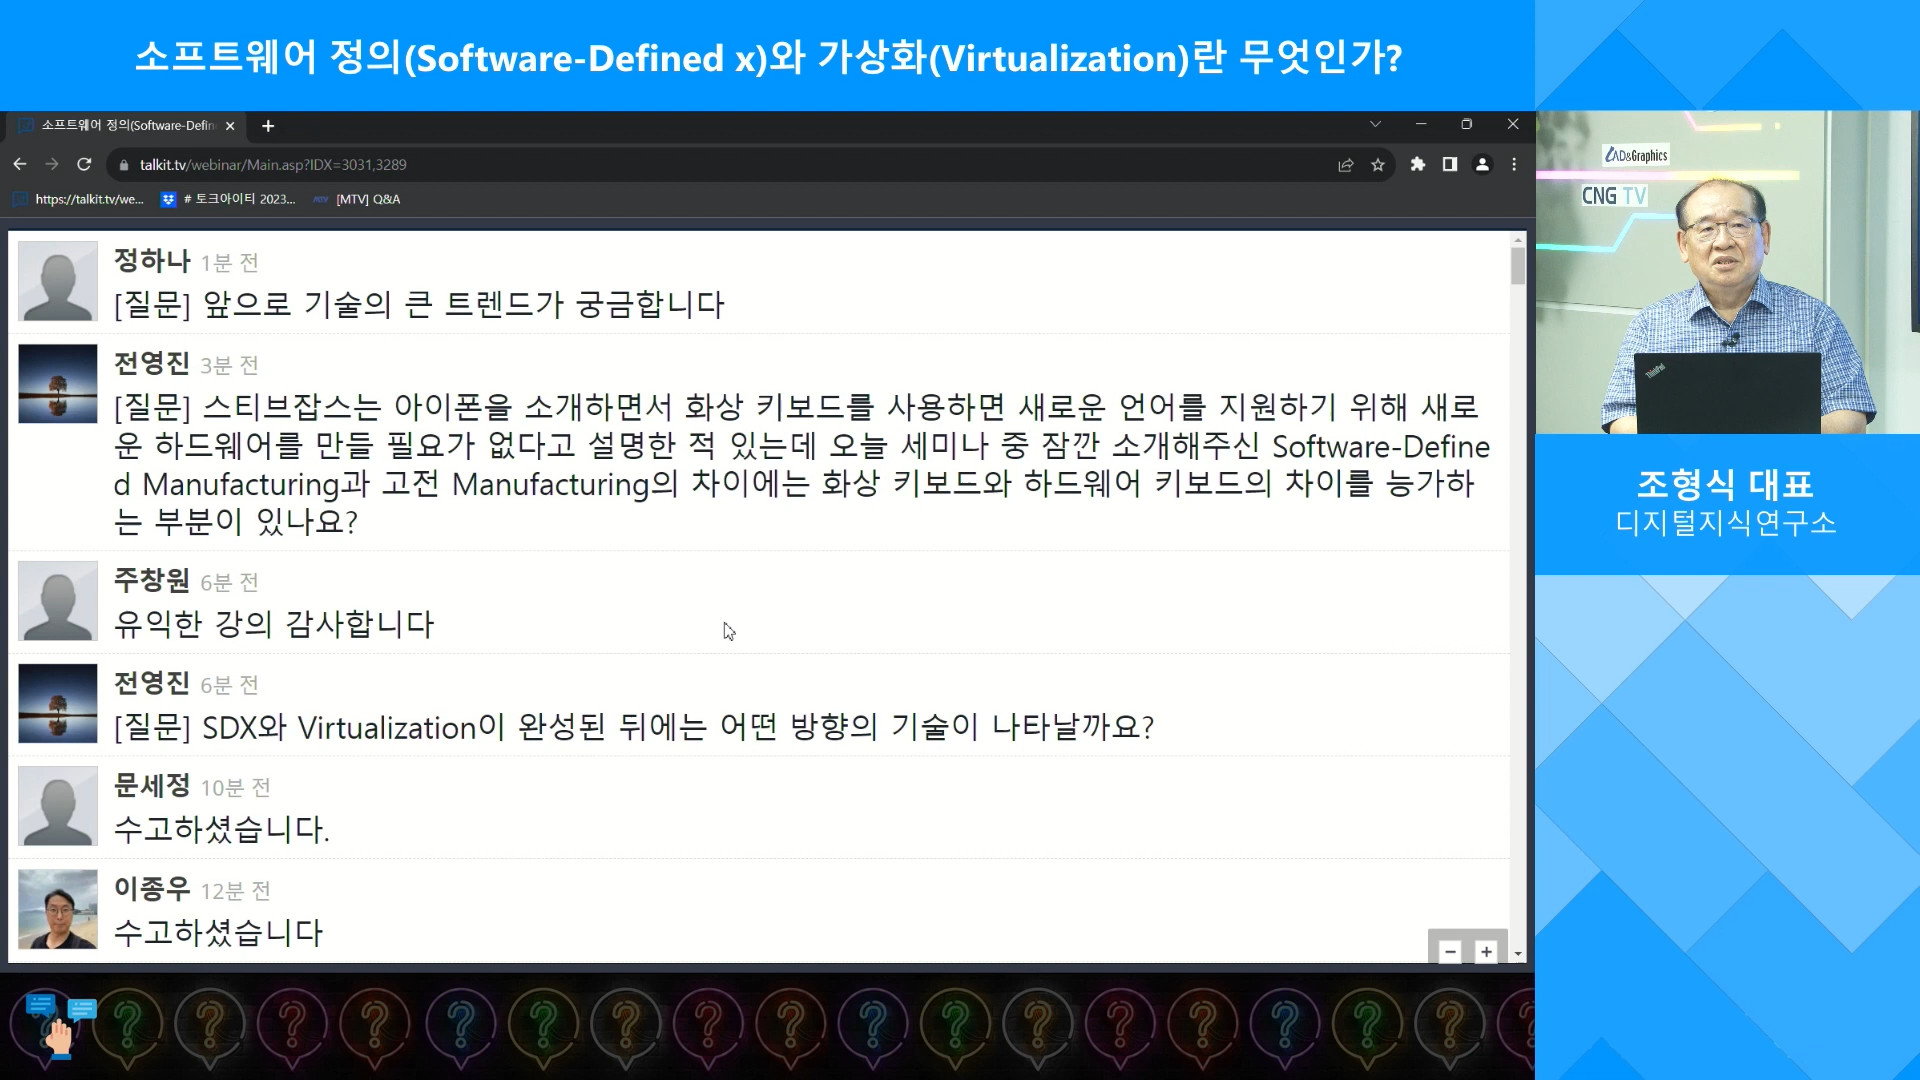 소프트웨어 정의(Software-Defined x)와 가상화(Virtualization)란 무엇인가?
소프트웨어 정의(Software-Defin
talkit.tv/webinar/Main.asp?IDX=3031,3289
https://talkit.tv/we...
# 토크아이티 2023...
[MTV] Q&A
정하나 1분 전
[질문] 앞으로 기술의 큰 트렌드가 궁금합니다
전영진 3분 전
[질문] 스티브잡스는 아이폰을 소개하면서 화상 키보드를 사용하면 새로운 언어를 지원하기 위해 새로
운 하드웨어를 만들 필요가 없다고 설명한 적 있는데 오늘 세미나 중 잠깐 소개해주신 Software-Define
d Manufacturing과 고전 Manufacturing의 차이에는 화상 키보드와 하드웨어 키보드의 차이를 능가하
는 부분이 있나요?
주창원 6분 전
유익한 강의 감사합니다
전영진 6분 전
[질문] SDX와 Virtualization이 완성된 뒤에는 어떤 방향의 기술이 나타날까요?
문세정 10분 전
수고하셨습니다.
이종우 12분 전
수고하셨습니다
CAD&Graphics
CNG TV
ThinkPad
조형식 대표
디지털지식연구소